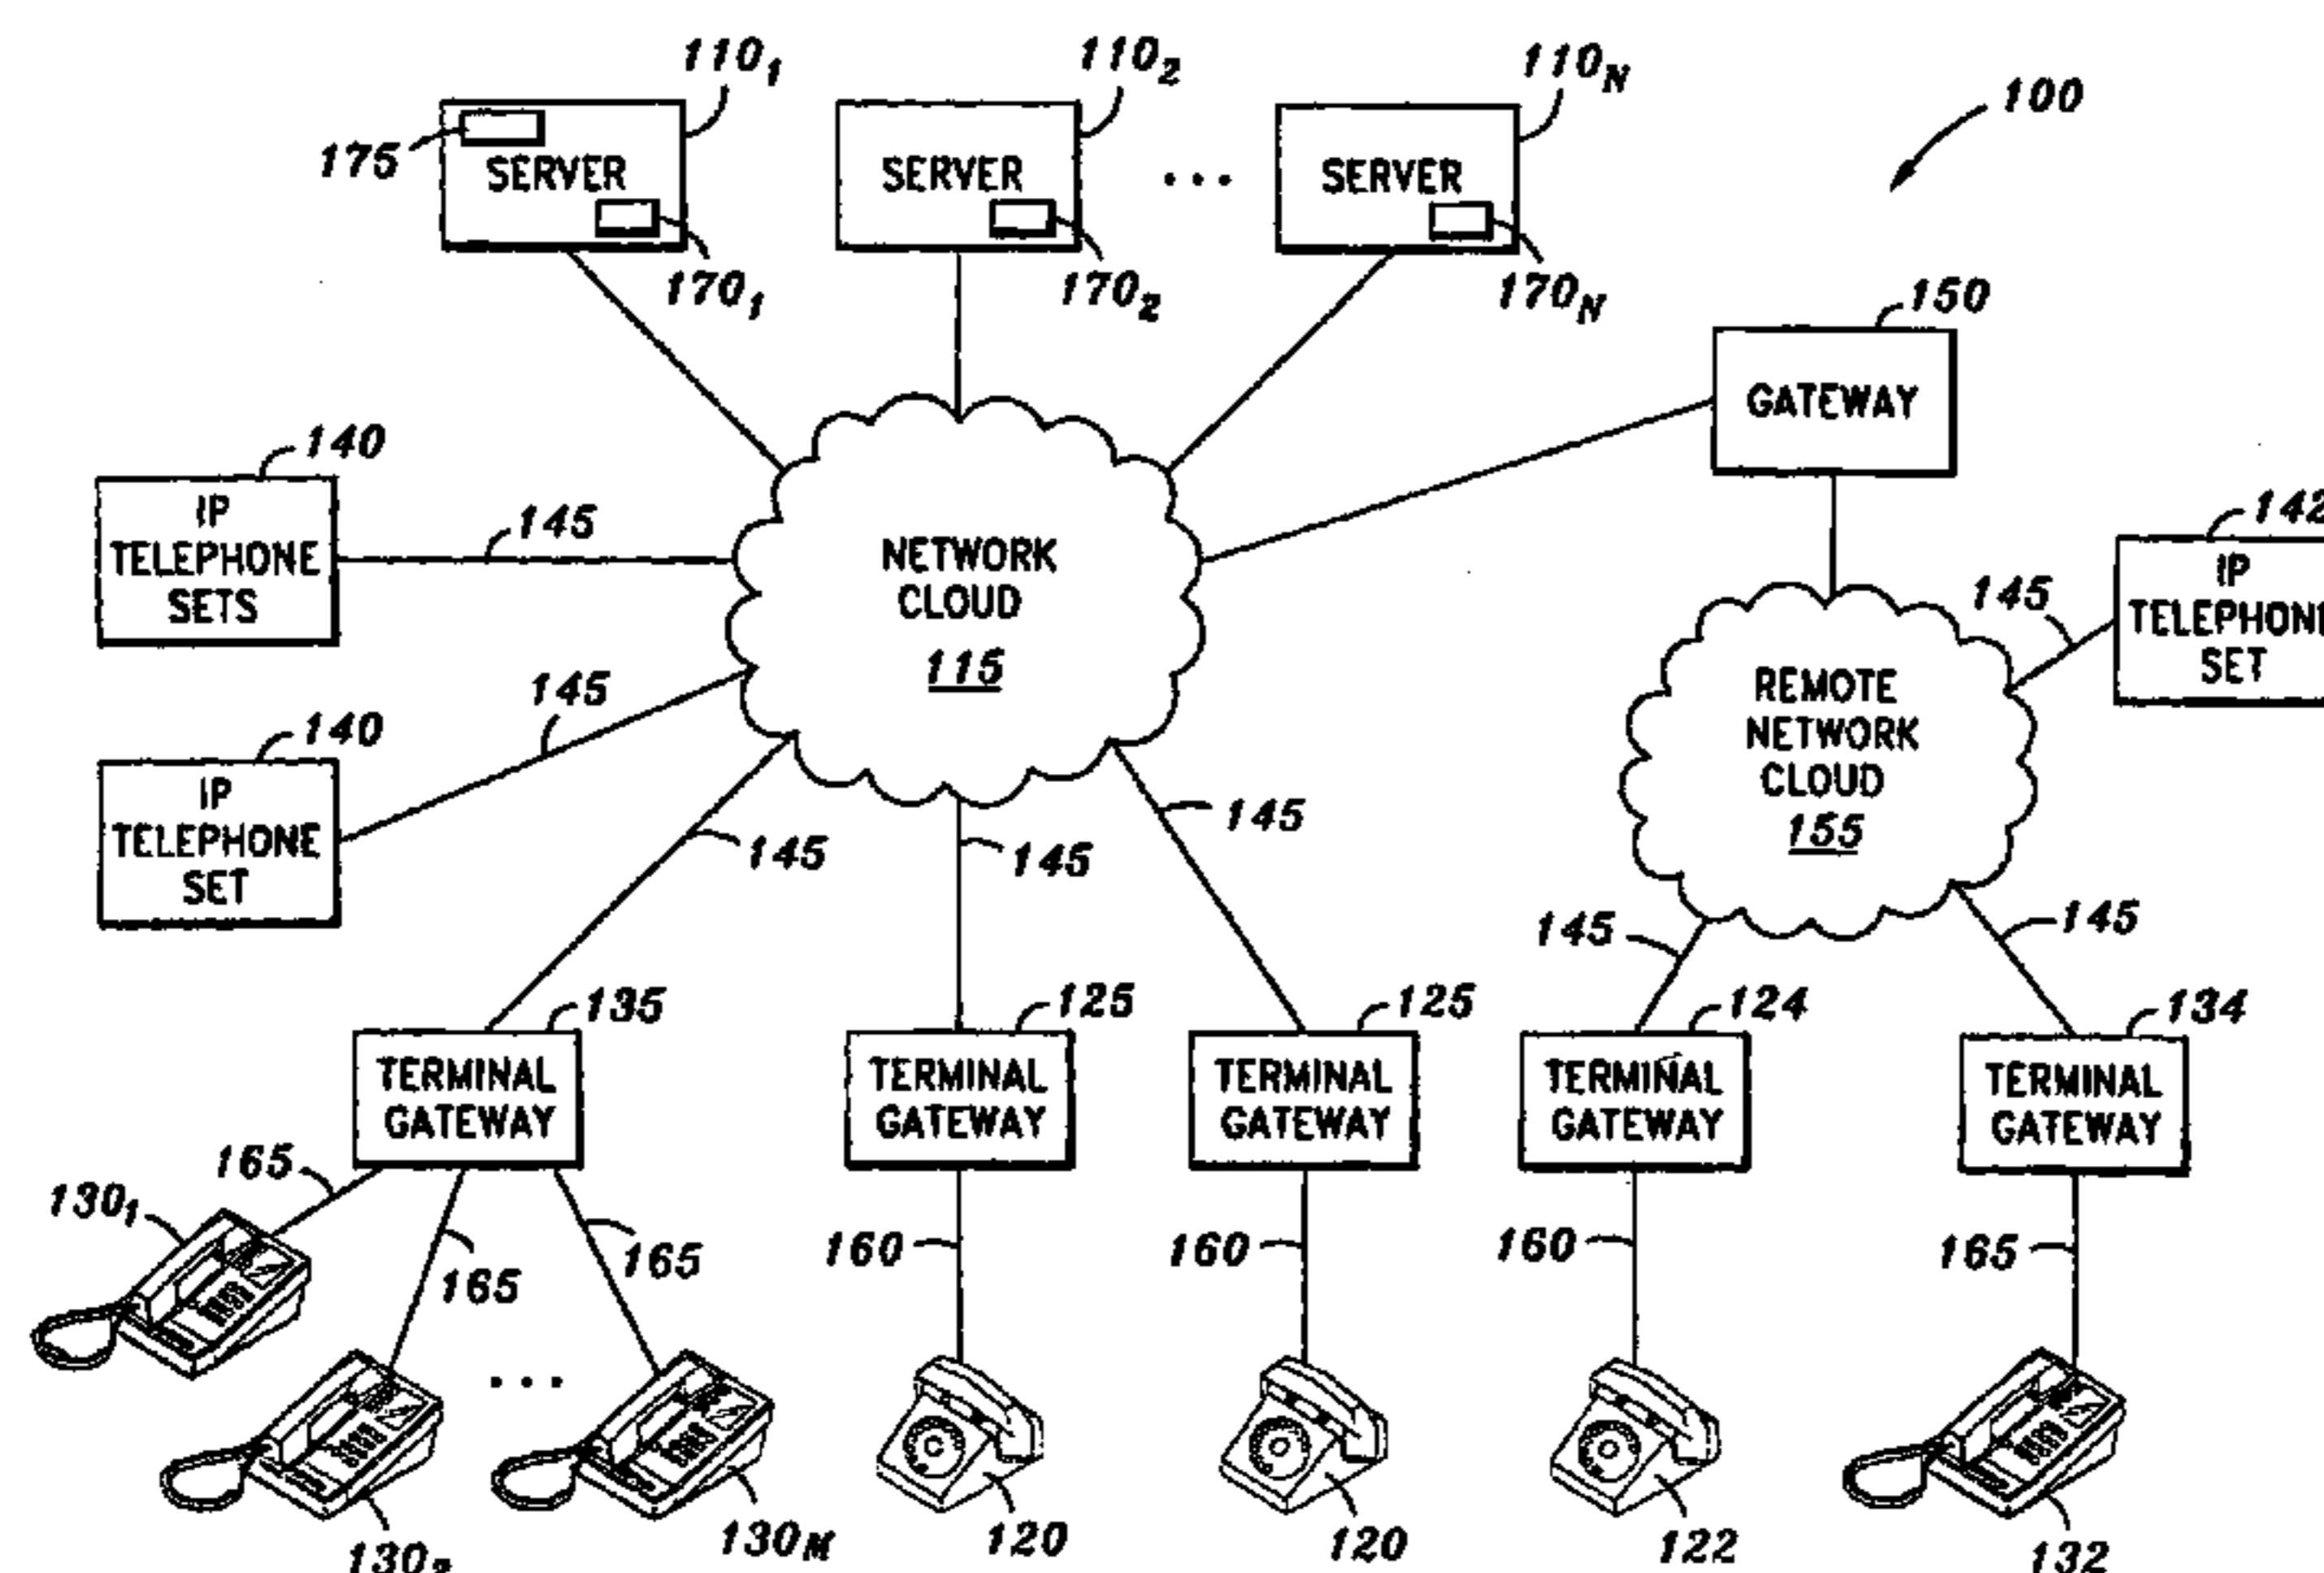 110₁
110₂
110N
100
175
SERVER
SERVER
...
SERVER
170₁
170₂
170N
150
GATEWAY
140
IP
TELEPHONE
SETS
145
NETWORK
CLOUD
115
142
IP
TELEPHONE
SET
145
REMOTE
NETWORK
CLOUD
155
140
IP
TELEPHONE
SET
145
145
145
145
145
145
135
TERMINAL
GATEWAY
125
TERMINAL
GATEWAY
125
TERMINAL
GATEWAY
124
TERMINAL
GATEWAY
134
TERMINAL
GATEWAY
165
130₁
165
165
160
160
160
165
...
130₂
130M
120
120
122
132